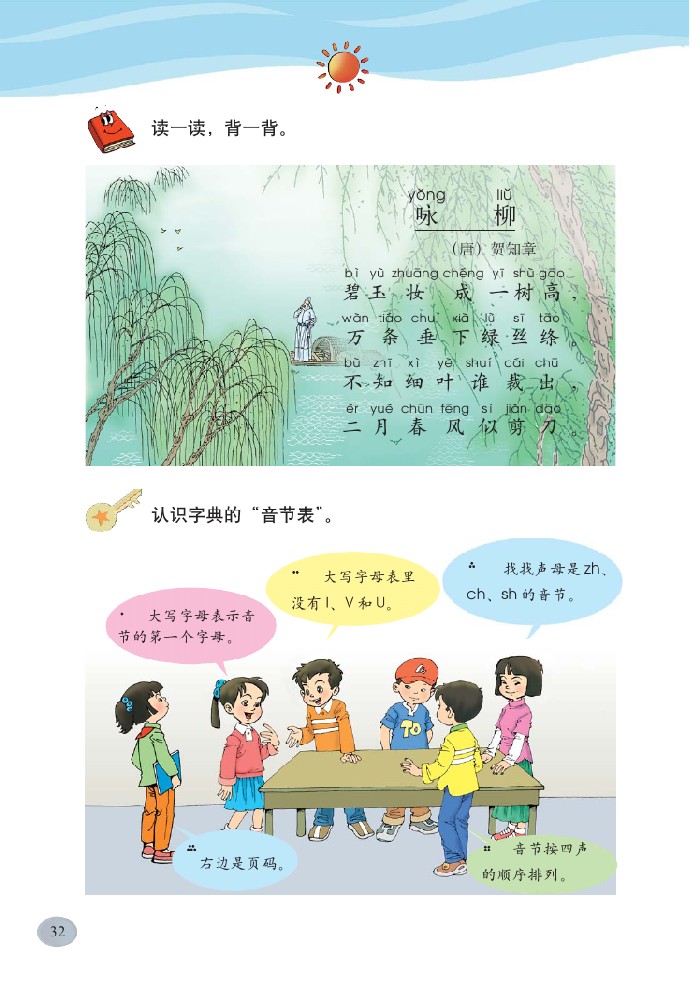 读一读，背一背。
yǒng liǔ
咏 柳
（唐）贺知章
bì yù zhuāng chéng yī shù gāo
碧玉妆成一树高，
wàn tiáo chuí xià lǜ sī tāo
万条垂下绿丝绦。
bù zhī xì yè shuí cái chū
不知细叶谁裁出，
èr yuè chūn fēng sì jiǎn dāo
二月春风似剪刀。
认识字典的“音节表”。
大写字母表示音
节的第一个字母。
大写字母表里
没有I、V和U。
找找声母是zh、
ch、sh的音节。
右边是页码。
音节按四声
的顺序排列。
TO
32